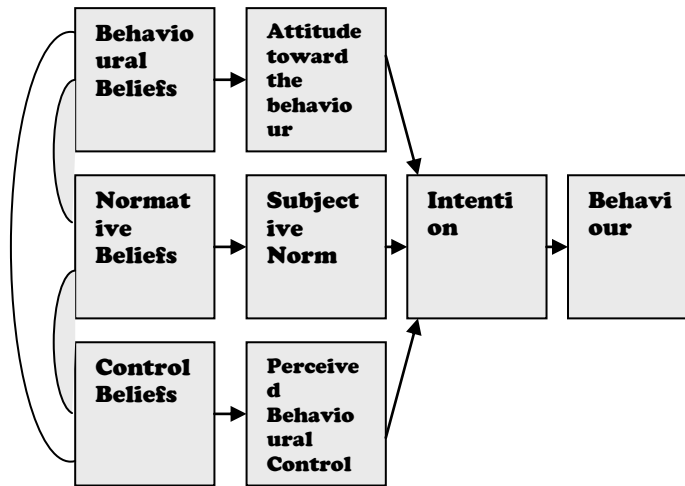 Behavio
ural
Beliefs
Attitude
toward
the
behavio
ur
Normat
ive
Beliefs
Subject
ive
Norm
Intenti
on
Behavi
our
Control
Beliefs
Perceive
d
Behavio
ural
Control